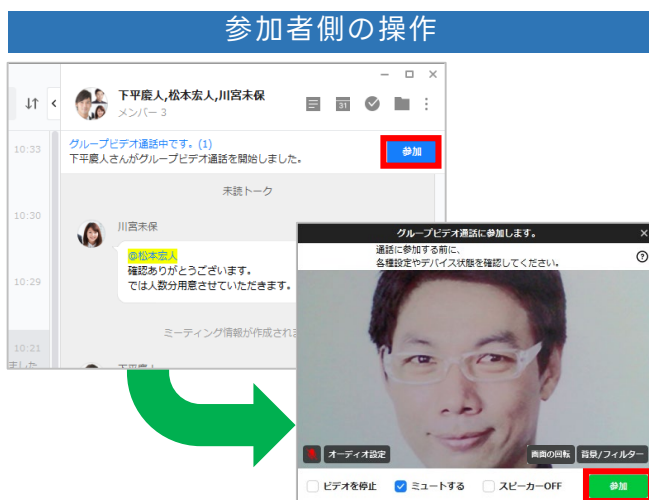 参加者側の操作
下平慶人,松本宏人,川宮未保
メンバー 3
31
10:33
グループビデオ通話中です。(1)
下平慶人さんがグループビデオ通話を開始しました。
参加
未読トーク
10:30
川宮未保
@松本宏人
確認ありがとうございます。
では人数分用意させていただきます。
10:29
ミーティング情報が作成され
10:21
ました
グループビデオ通話に参加します。
通話に参加する前に、
各種設定やデバイス状態を確認してください。
オーディオ設定
画面の回転
背景/フィルター
ビデオを停止
ミュートする
スピーカーOFF
参加